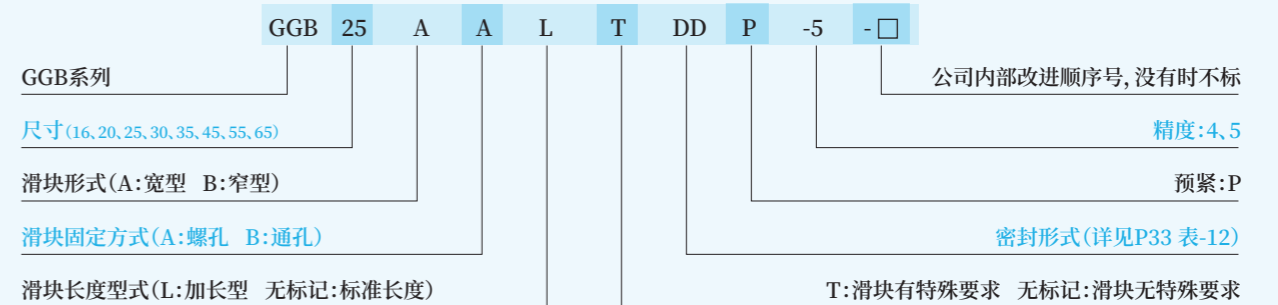 GGB 25 A A L T DD P -5 -□
GGB系列
公司内部改进顺序号, 没有时不标
尺寸(16、20、25、30、35、45、55、65)
精度:4、5
滑块形式(A:宽型 B:窄型)
预紧:P
滑块固定方式(A:螺孔 B:通孔)
密封形式(详见P33 表-12)
滑块长度型式(L:加长型 无标记:标准长度)
T:滑块有特殊要求 无标记:滑块无特殊要求